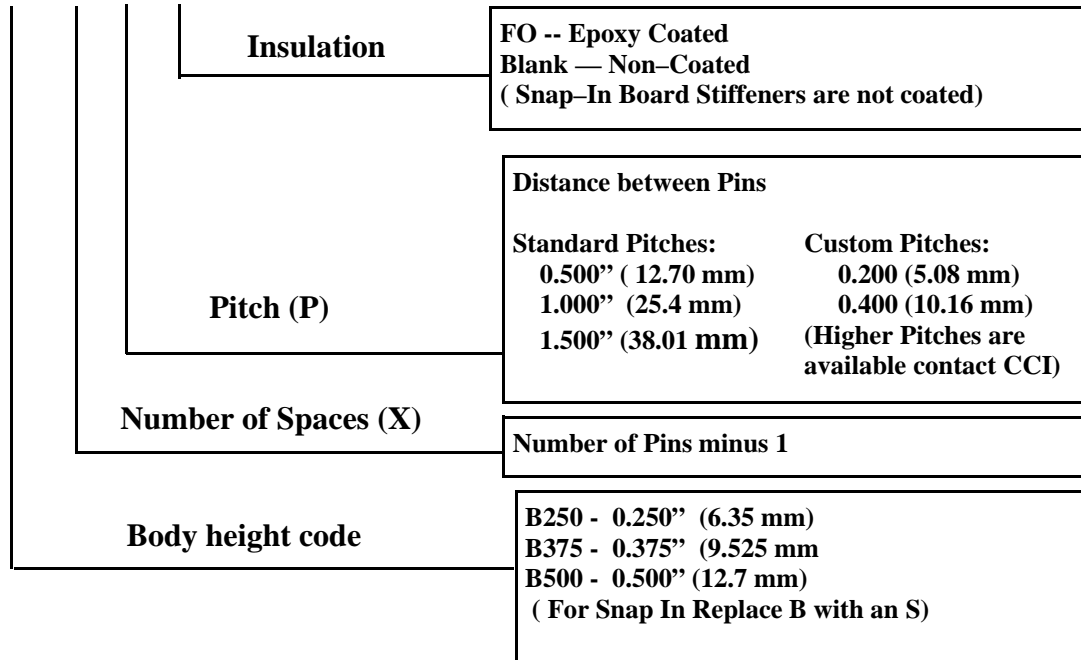 Insulation
FO -- Epoxy Coated
Blank — Non–Coated
( Snap–In Board Stiffeners are not coated)
Pitch (P)
Distance between Pins
Standard Pitches:
0.500” ( 12.70 mm)
1.000” (25.4 mm)
1.500” (38.01 mm)
Custom Pitches:
0.200 (5.08 mm)
0.400 (10.16 mm)
(Higher Pitches are
available contact CCI)
Number of Spaces (X)
Number of Pins minus 1
Body height code
B250 - 0.250” (6.35 mm)
B375 - 0.375” (9.525 mm
B500 - 0.500” (12.7 mm)
( For Snap In Replace B with an S)